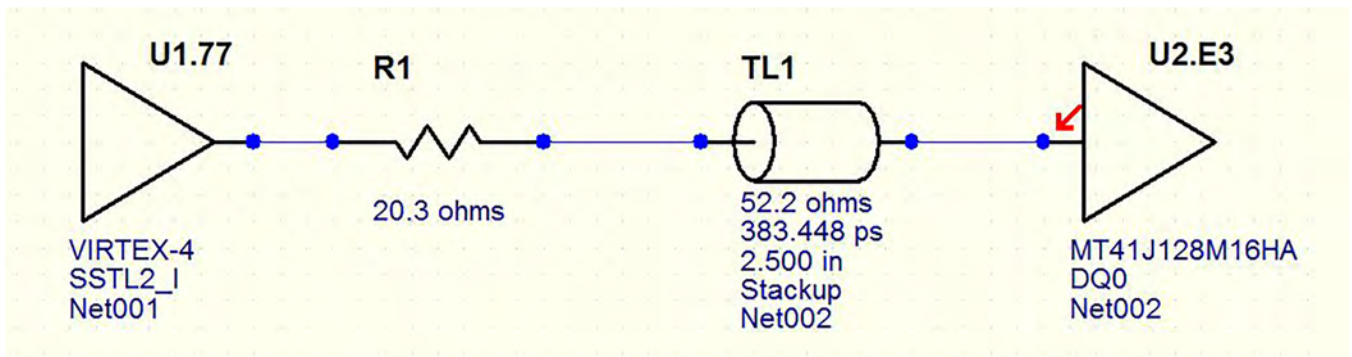 U1.77
R1
TL1
U2.E3
20.3 ohms
52.2 ohms
383.448 ps
2.500 in
Stackup
Net002
VIRTEX-4
SSTL2_I
Net001
MT41J128M16HA
DQ0
Net002